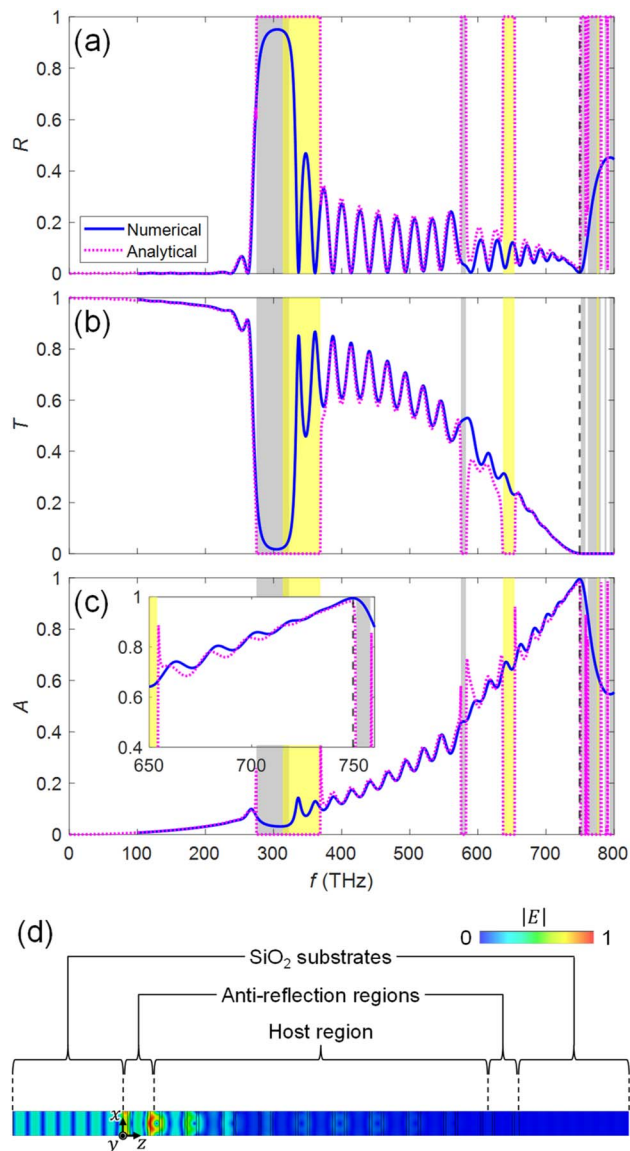 (a)
1
0.8
0.6
0.4
0.2
0
R
Numerical
Analytical
(b)
1
0.8
0.6
0.4
0.2
0
T
(c)
1
0.8
0.6
0.4
0.2
0
A
1
0.8
0.6
0.4
650 700 750
0 100 200 300 400 500 600 700 800
f (THz)
(d)
|E|
0 1
SiO₂ substrates
Anti-reflection regions
Host region
x
y z